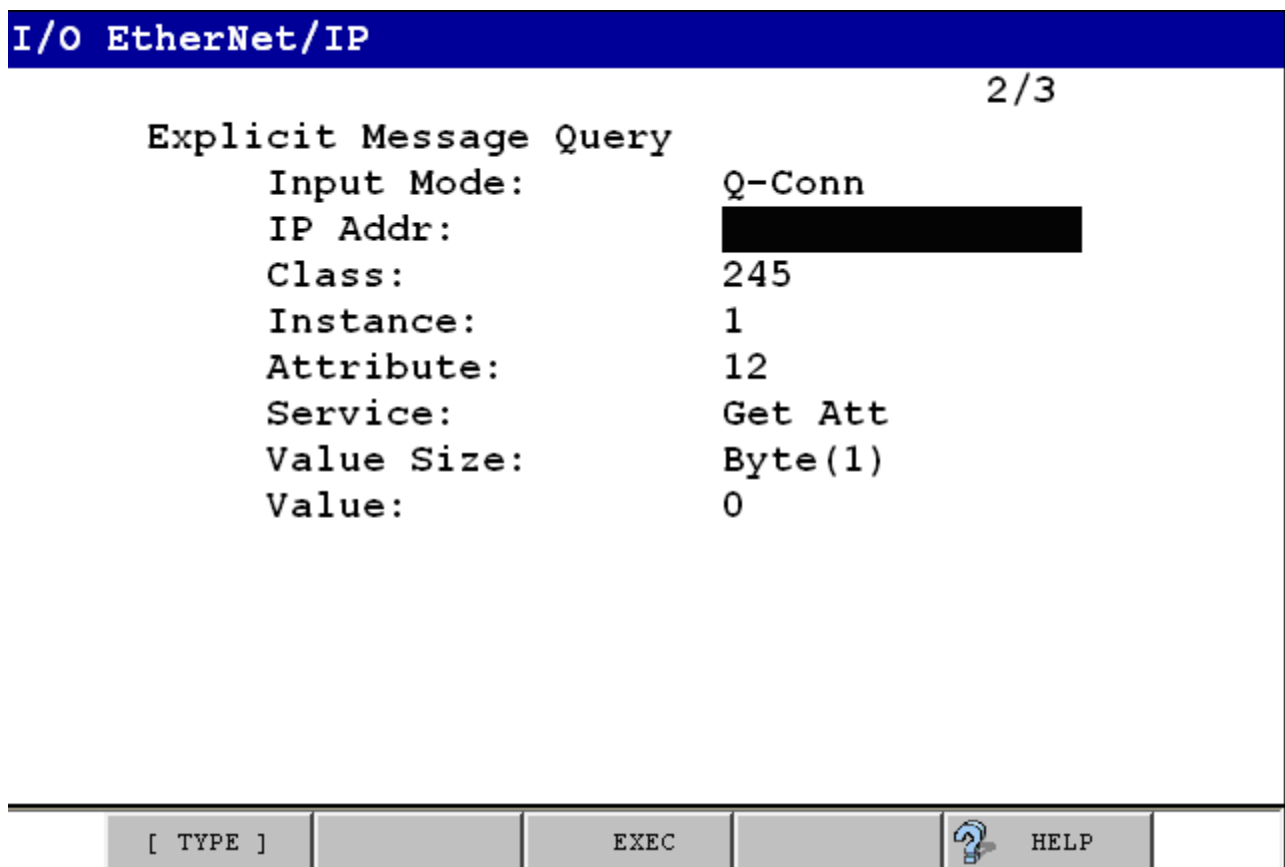 I/O EtherNet/IP
2/3
Explicit Message Query
Input Mode: Q-Conn
IP Addr:
Class: 245
Instance: 1
Attribute: 12
Service: Get Att
Value Size: Byte(1)
Value: 0
[ TYPE ] EXEC HELP